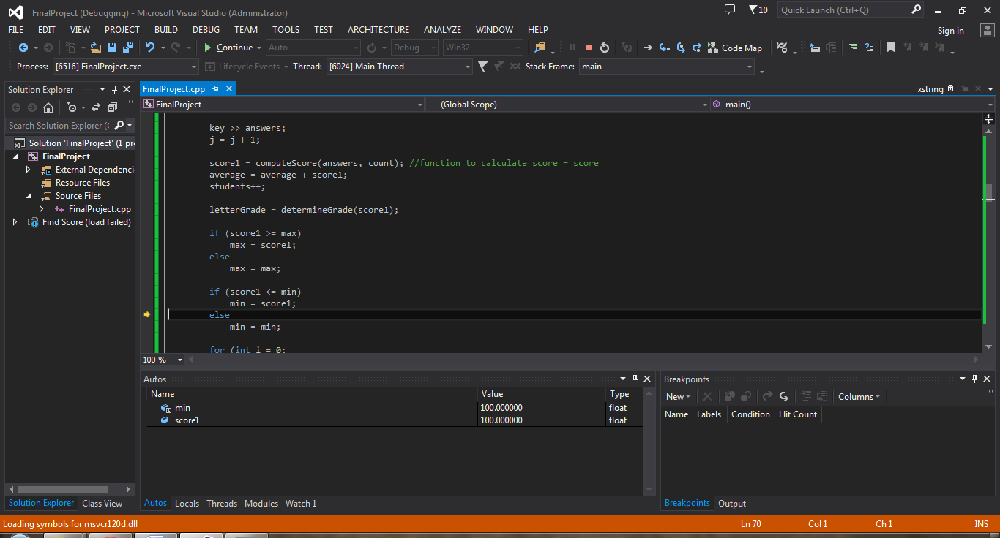 FinalProject (Debugging) - Microsoft Visual Studio (Administrator)
10
Quick Launch (Ctrl+Q)
FILE EDIT VIEW PROJECT BUILD DEBUG TEAM TOOLS TEST ARCHITECTURE ANALYZE WINDOW HELP
Sign in
Continue Auto Debug Win32 Code Map
Process: [6516] FinalProject.exe Lifecycle Events Thread: [6024] Main Thread Stack Frame: main
Solution Explorer
Search Solution Explorer (
Solution 'FinalProject' (1 pr
FinalProject
External Dependenci
Resource Files
Source Files
FinalProject.cpp
Find Score (load failed)
Solution Explorer Class View
FinalProject.cpp
xstring
FinalProject (Global Scope) main()
key >> answers;
j = j + 1;
score1 = computeScore(answers, count); //function to calculate score = score
average = average + score1;
students++;
letterGrade = determineGrade(score1);
if (score1 >= max)
max = score1;
else
max = max;
if (score1 <= min)
min = score1;
else
min = min;
for (int i = 0;
100 %
Autos
Name Value Type
min 100.000000 float
score1 100.000000 float
Autos Locals Threads Modules Watch 1
Breakpoints
New Columns
Name Labels Condition Hit Count
Breakpoints Output
Loading symbols for msvcr120d.dll
Ln 70 Col 1 Ch 1 INS